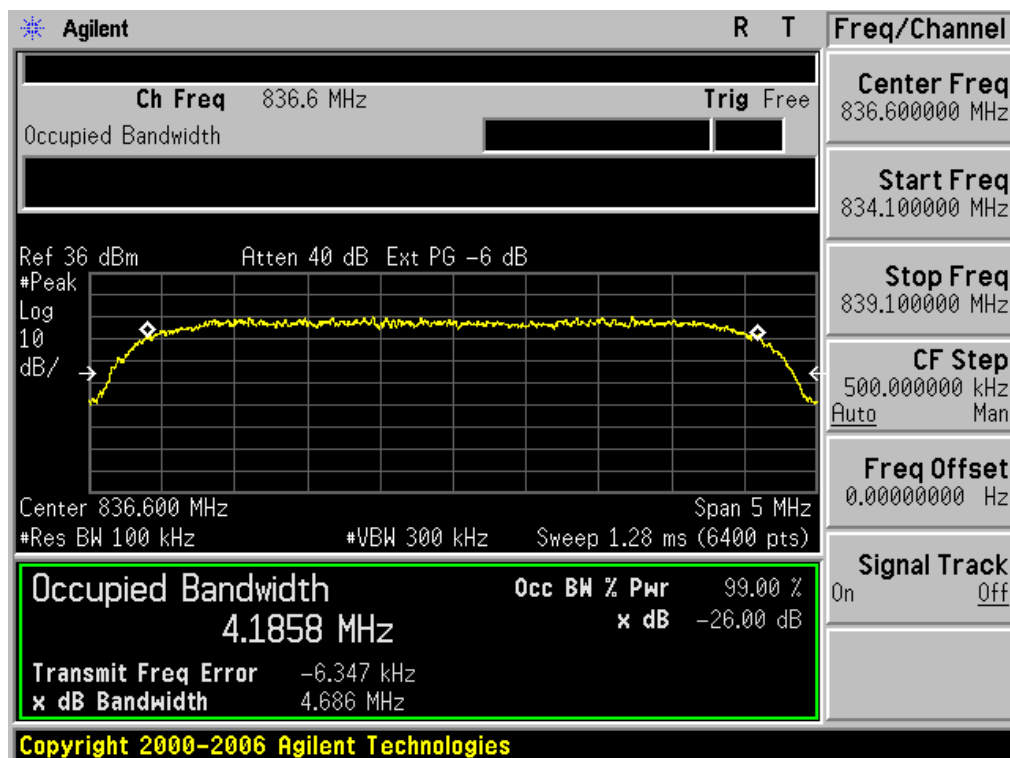 Agilent R T
Ch Freq 836.6 MHz Trig Free
Occupied Bandwidth
Ref 36 dBm Atten 40 dB Ext PG -6 dB
#Peak
Log
10
dB/
Center 836.600 MHz Span 5 MHz
#Res BW 100 kHz #VBW 300 kHz Sweep 1.28 ms (6400 pts)
Occupied Bandwidth Occ BW % Pwr 99.00 %
4.1858 MHz x dB -26.00 dB
Transmit Freq Error -6.347 kHz
x dB Bandwidth 4.686 MHz
Copyright 2000-2006 Agilent Technologies
Freq/Channel
Center Freq
836.600000 MHz
Start Freq
834.100000 MHz
Stop Freq
839.100000 MHz
CF Step
500.000000 kHz
Auto Man
Freq Offset
0.00000000 Hz
Signal Track
On Off